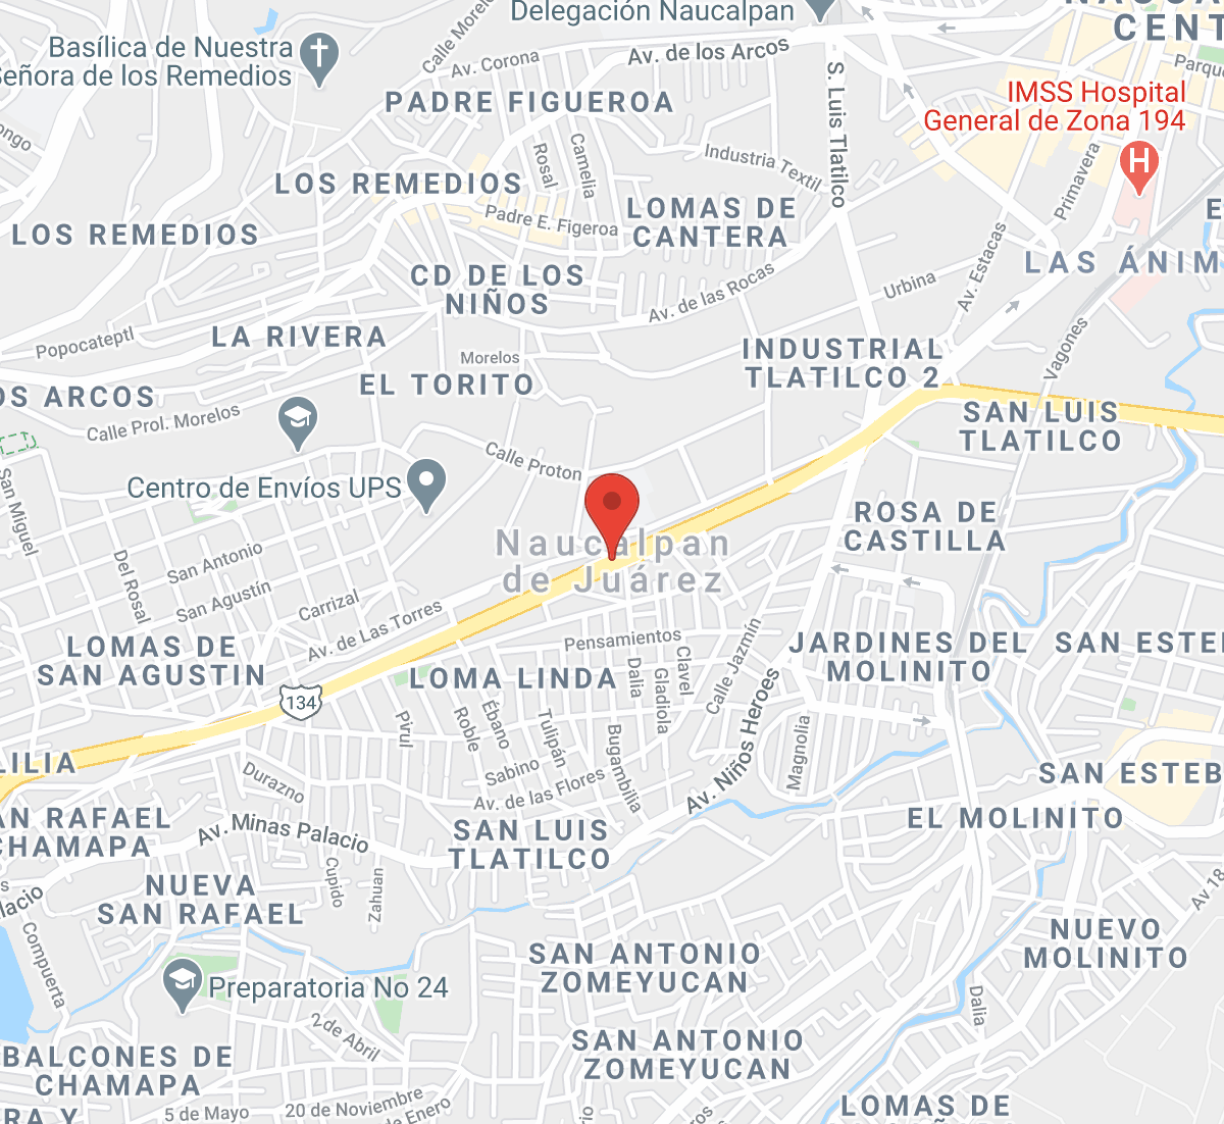 Delegación Naucalpan
CENT
Basílica de Nuestra
Señora de los Remedios
Calle Morelo
Av. Corona
Av. de los Arcos
S. Luis Tlatilco
Parque
IMSS Hospital
General de Zona 194
H
PADRE FIGUEROA
Rosal
Camelia
Industria Textil
Primavera
LOS REMEDIOS
Padre E. Figeroa
LOMAS DE
CANTERA
LOS REMEDIOS
LAS ÁNIM
CD DE LOS
NIÑOS
Av. de las Rocas
Urbina
Av. Estacas
Popocateptl
LA RIVERA
Morelos
INDUSTRIAL
TLATILCO 2
Vagones
EL TORITO
OS ARCOS
Calle Prol. Morelos
SAN LUIS
TLATILCO
Calle Proton
San Miguel
Centro de Envíos UPS
ROSA DE
CASTILLA
Naucalpan
de Juárez
San Antonio
Del Rosal
San Agustín
Carrizal
Av. de Las Torres
LOMAS DE
SAN AGUSTIN
Pensamientos
Calle Jazmín
JARDINES DEL
MOLINITO
SAN ESTE
LOMA LINDA
Dalia
Gladiola
Clavel
134
Pirul
Roble
Ébano
Tulipán
Bugambilia
Av. Niños Heroes
Magnolia
LILIA
Durazno
Sabino
Av. de las Flores
SAN ESTEB
AN RAFAEL
CHAMAPA
Av. Minas Palacio
SAN LUIS
TLATILCO
EL MOLINITO
lacio
NUEVA
SAN RAFAEL
Cupido
Zahuan
Av 18
Compuerta
SAN ANTONIO
ZOMEYUCAN
NUEVO
MOLINITO
Preparatoria No 24
Dalia
2 de Abril
SAN ANTONIO
ZOMEYUCAN
BALCONES DE
CHAMAPA
5 de Mayo
20 de Noviembre
de Enero
RA Y
LOMAS DE